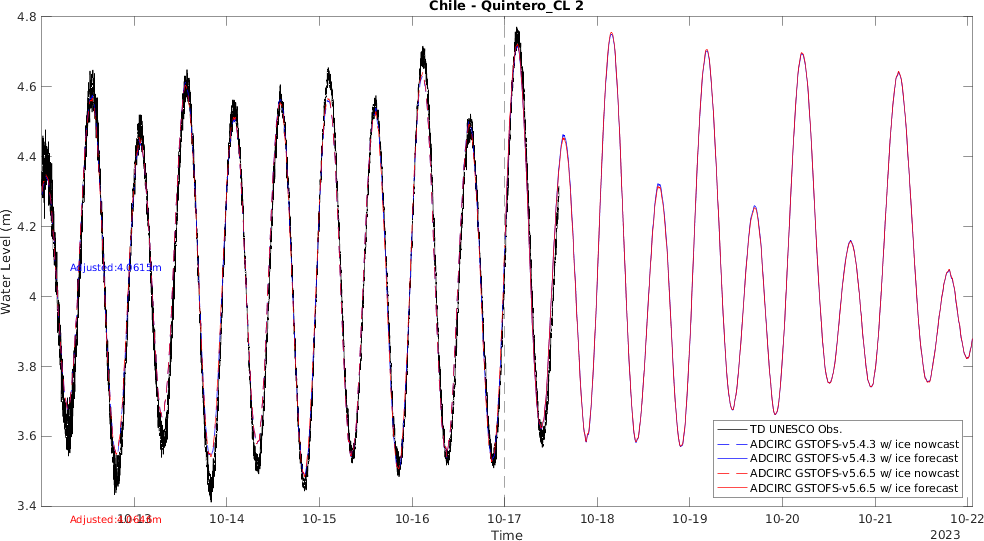 Chile - Quintero_CL 2
4.8
4.6
4.4
4.2
4
3.8
3.6
3.4
Water Level (m)
Adjusted:4.0615m
TD UNESCO Obs.
ADCIRC GSTOFS-v5.4.3 w/ ice nowcast
ADCIRC GSTOFS-v5.4.3 w/ ice forecast
ADCIRC GSTOFS-v5.6.5 w/ ice nowcast
ADCIRC GSTOFS-v5.6.5 w/ ice forecast
10-13 10-14 10-15 10-16 10-17 10-18 10-19 10-20 10-21 10-22
Time
2023